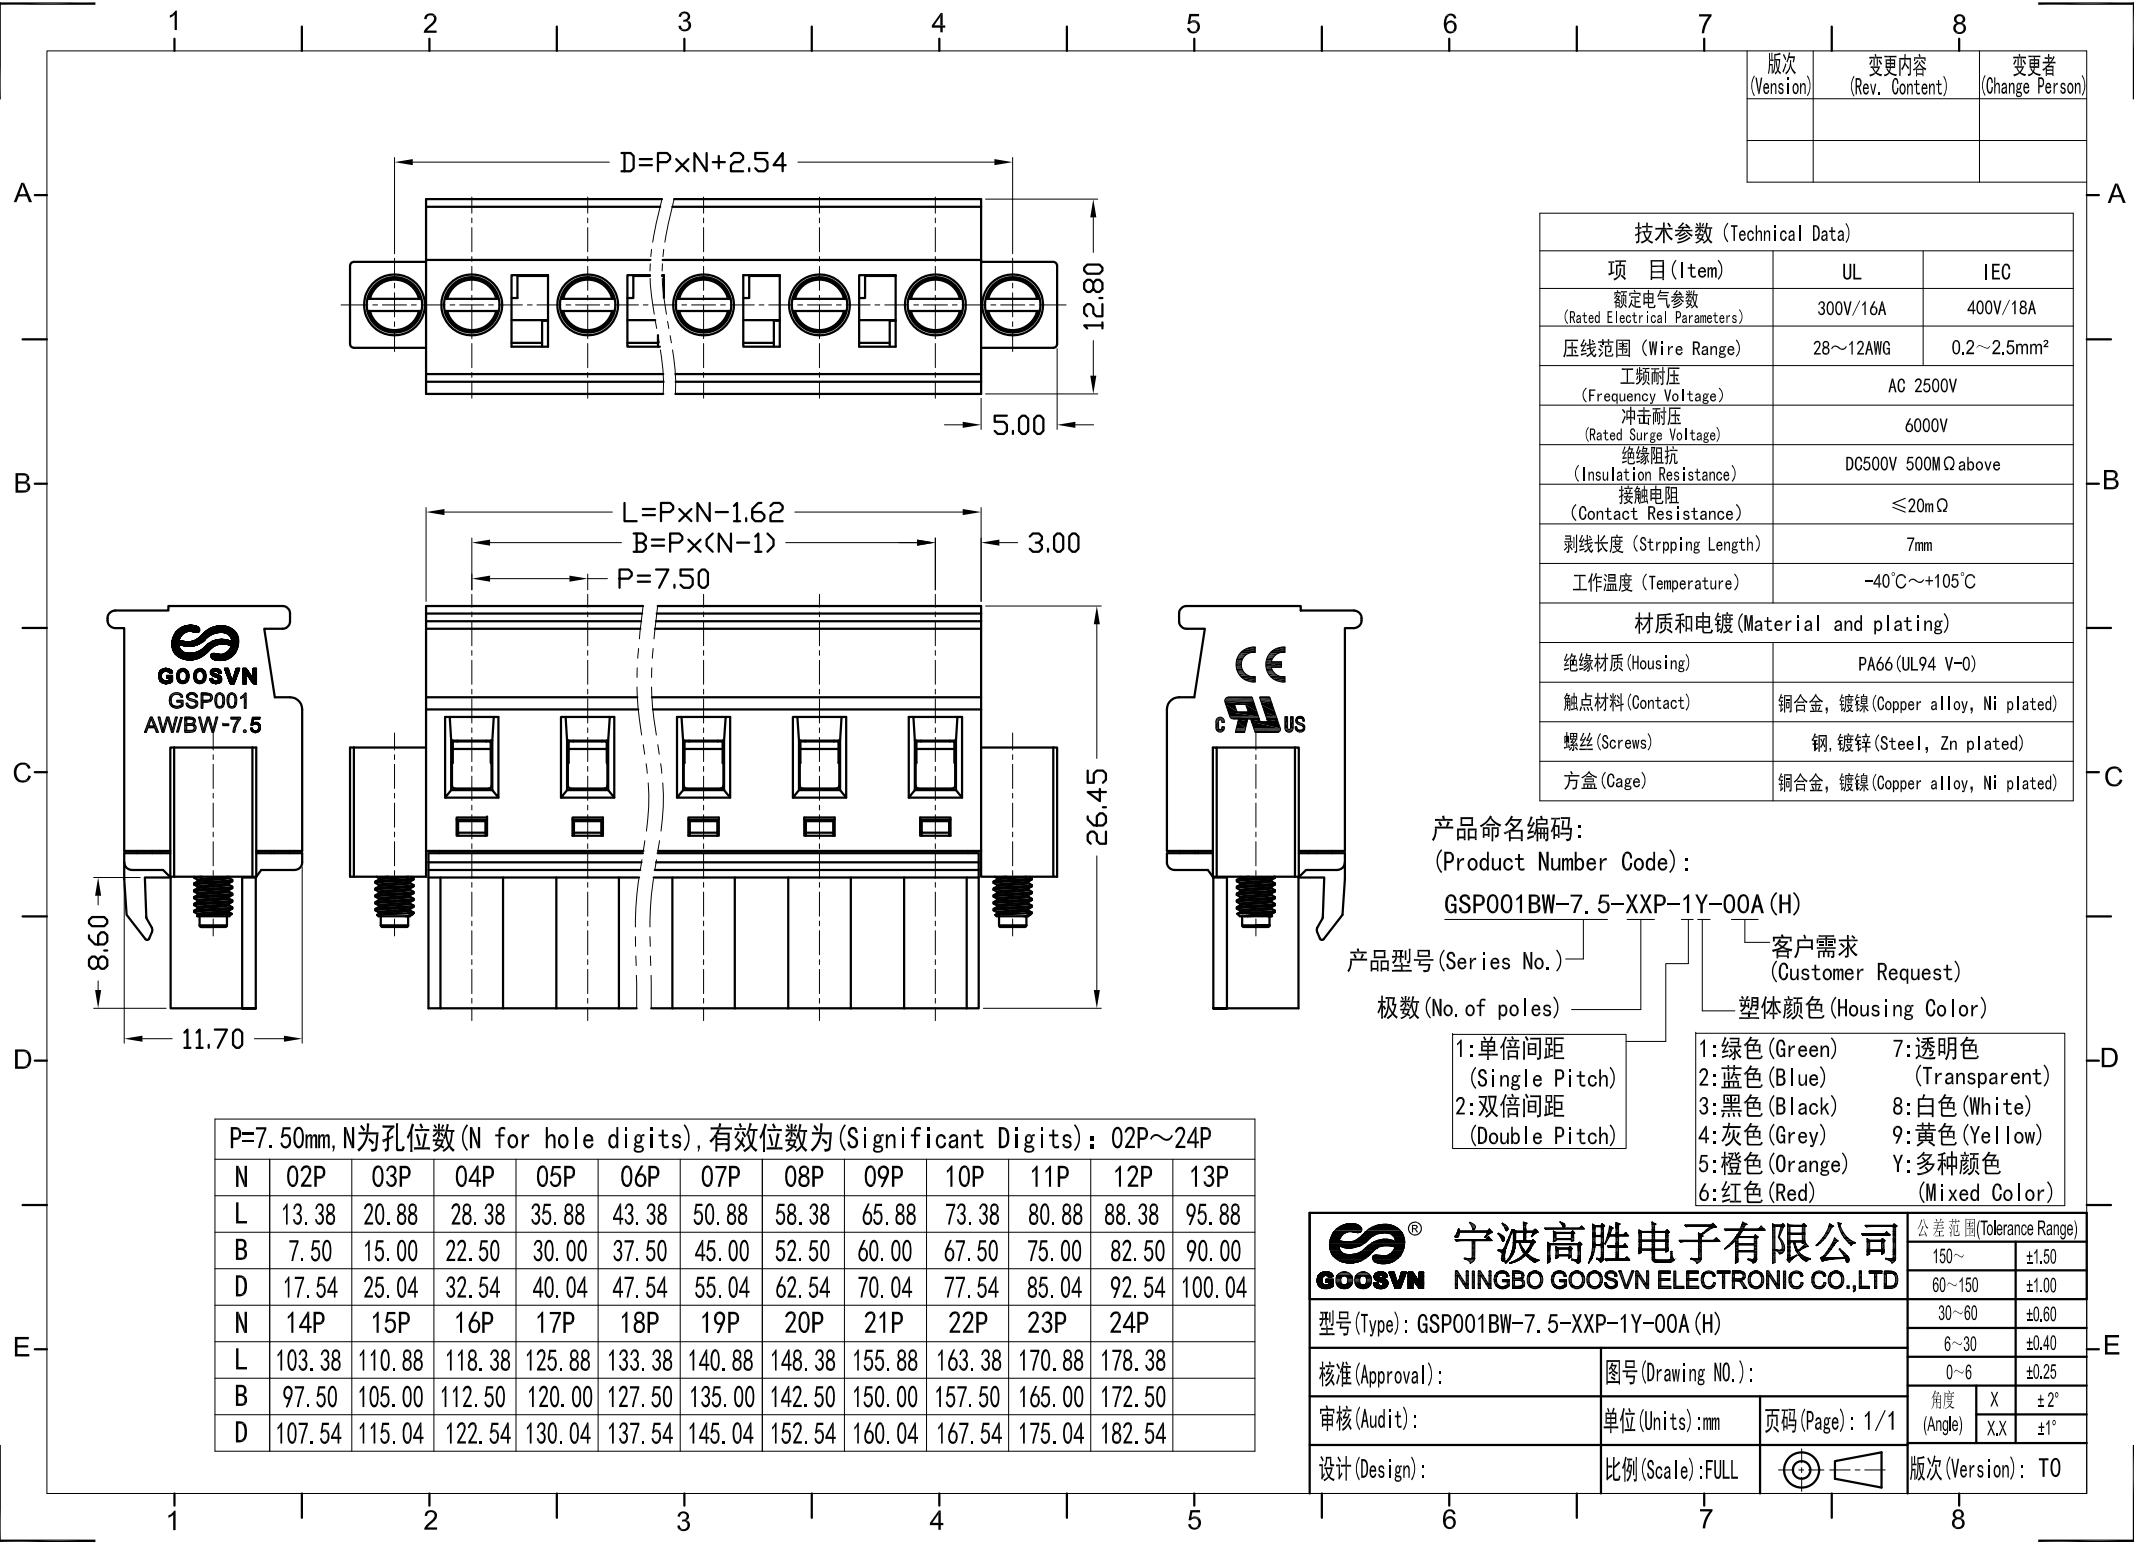 1 2 3 4 5 6 7 8
版次 变更内容 变更者
(Vension) (Rev. Content) (Change Person)
D=P×N+2.54
A A
12.80
5.00
技术参数 (Technical Data)
项 目(Item) UL IEC
额定电气参数
(Rated Electrical Parameters) 300V/16A 400V/18A
压线范围 (Wire Range) 28～12AWG 0.2～2.5mm²
工频耐压
(Frequency Voltage) AC 2500V
冲击耐压
(Rated Surge Voltage) 6000V
绝缘阻抗
(Insulation Resistance) DC500V 500MΩabove
接触电阻
(Contact Resistance) ≤20mΩ
剥线长度 (Strpping Length) 7mm
工作温度 (Temperature) -40℃～+105℃
材质和电镀(Material and plating)
绝缘材质(Housing) PA66(UL94 V-0)
触点材料(Contact) 铜合金, 镀镍(Copper alloy, Ni plated)
螺丝(Screws) 钢,镀锌(Steel, Zn plated)
方盒(Cage) 铜合金, 镀镍(Copper alloy, Ni plated)
B B
L=P×N-1.62
B=P×(N-1)
3.00
P=7.50
GOOSVN
GSP001
AW/BW-7.5
CE
c RU US
C C
26.45
8.60
11.70
产品命名编码:
(Product Number Code):
GSP001BW-7.5-XXP-1Y-00A(H)
客户需求
产品型号(Series No.)
(Customer Request)
极数(No.of poles)
塑体颜色(Housing Color)
1:单倍间距
(Single Pitch)
2:双倍间距
(Double Pitch)
1:绿色(Green) 7:透明色
2:蓝色(Blue) (Transparent)
3:黑色(Black) 8:白色(White)
4:灰色(Grey) 9:黄色(Yellow)
5:橙色(Orange) Y:多种颜色
6:红色(Red) (Mixed Color)
D D
P=7.50mm,N为孔位数(N for hole digits),有效位数为(Significant Digits): 02P～24P
N 02P 03P 04P 05P 06P 07P 08P 09P 10P 11P 12P 13P
L 13.38 20.88 28.38 35.88 43.38 50.88 58.38 65.88 73.38 80.88 88.38 95.88
B 7.50 15.00 22.50 30.00 37.50 45.00 52.50 60.00 67.50 75.00 82.50 90.00
D 17.54 25.04 32.54 40.04 47.54 55.04 62.54 70.04 77.54 85.04 92.54 100.04
N 14P 15P 16P 17P 18P 19P 20P 21P 22P 23P 24P
L 103.38 110.88 118.38 125.88 133.38 140.88 148.38 155.88 163.38 170.88 178.38
B 97.50 105.00 112.50 120.00 127.50 135.00 142.50 150.00 157.50 165.00 172.50
D 107.54 115.04 122.54 130.04 137.54 145.04 152.54 160.04 167.54 175.04 182.54
E E
® 宁波高胜电子有限公司
GOOSVN NINGBO GOOSVN ELECTRONIC CO.,LTD
公差范围(Tolerance Range)
150～ ±1.50
60～150 ±1.00
30～60 ±0.60
6～30 ±0.40
0～6 ±0.25
角度 X ±2°
(Angle) X.X ±1°
型号(Type): GSP001BW-7.5-XXP-1Y-00A(H)
核准(Approval): 图号(Drawing NO.):
审核(Audit): 单位(Units):mm 页码(Page): 1/1
设计(Design): 比例(Scale):FULL 版次(Version): T0
1 2 3 4 5 6 7 8